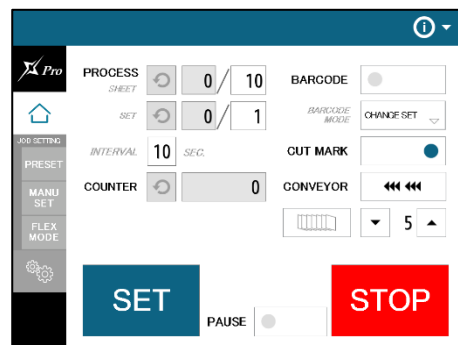 X Pro
PROCESS 0 / 10 BARCODE
SHEET
SET 0 / 1 BARCODE MODE CHANGE SET
JOB SETTING
PRESET
INTERVAL 10 SEC. CUT MARK
MANU SET
COUNTER 0 CONVEYOR
FLEX MODE
5
SET
PAUSE
STOP